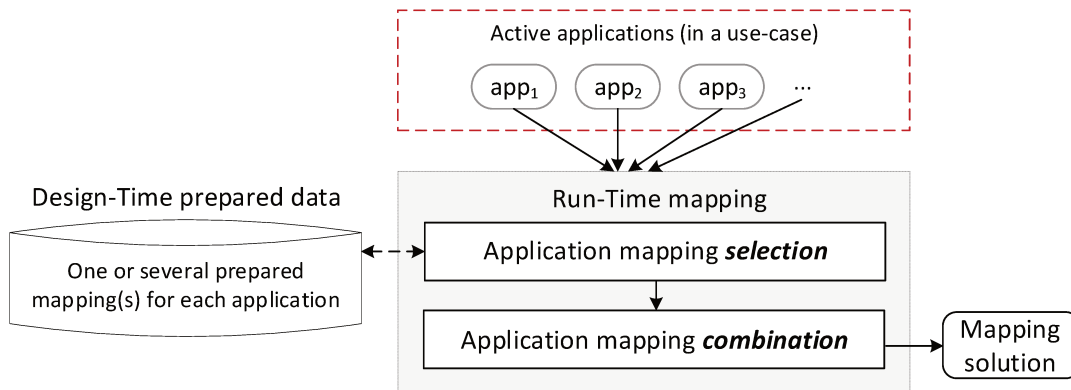 Active applications (in a use-case)
app₁ app₂ app₃ ...
Design-Time prepared data
One or several prepared
mapping(s) for each application
Run-Time mapping
Application mapping selection
Application mapping combination
Mapping
solution